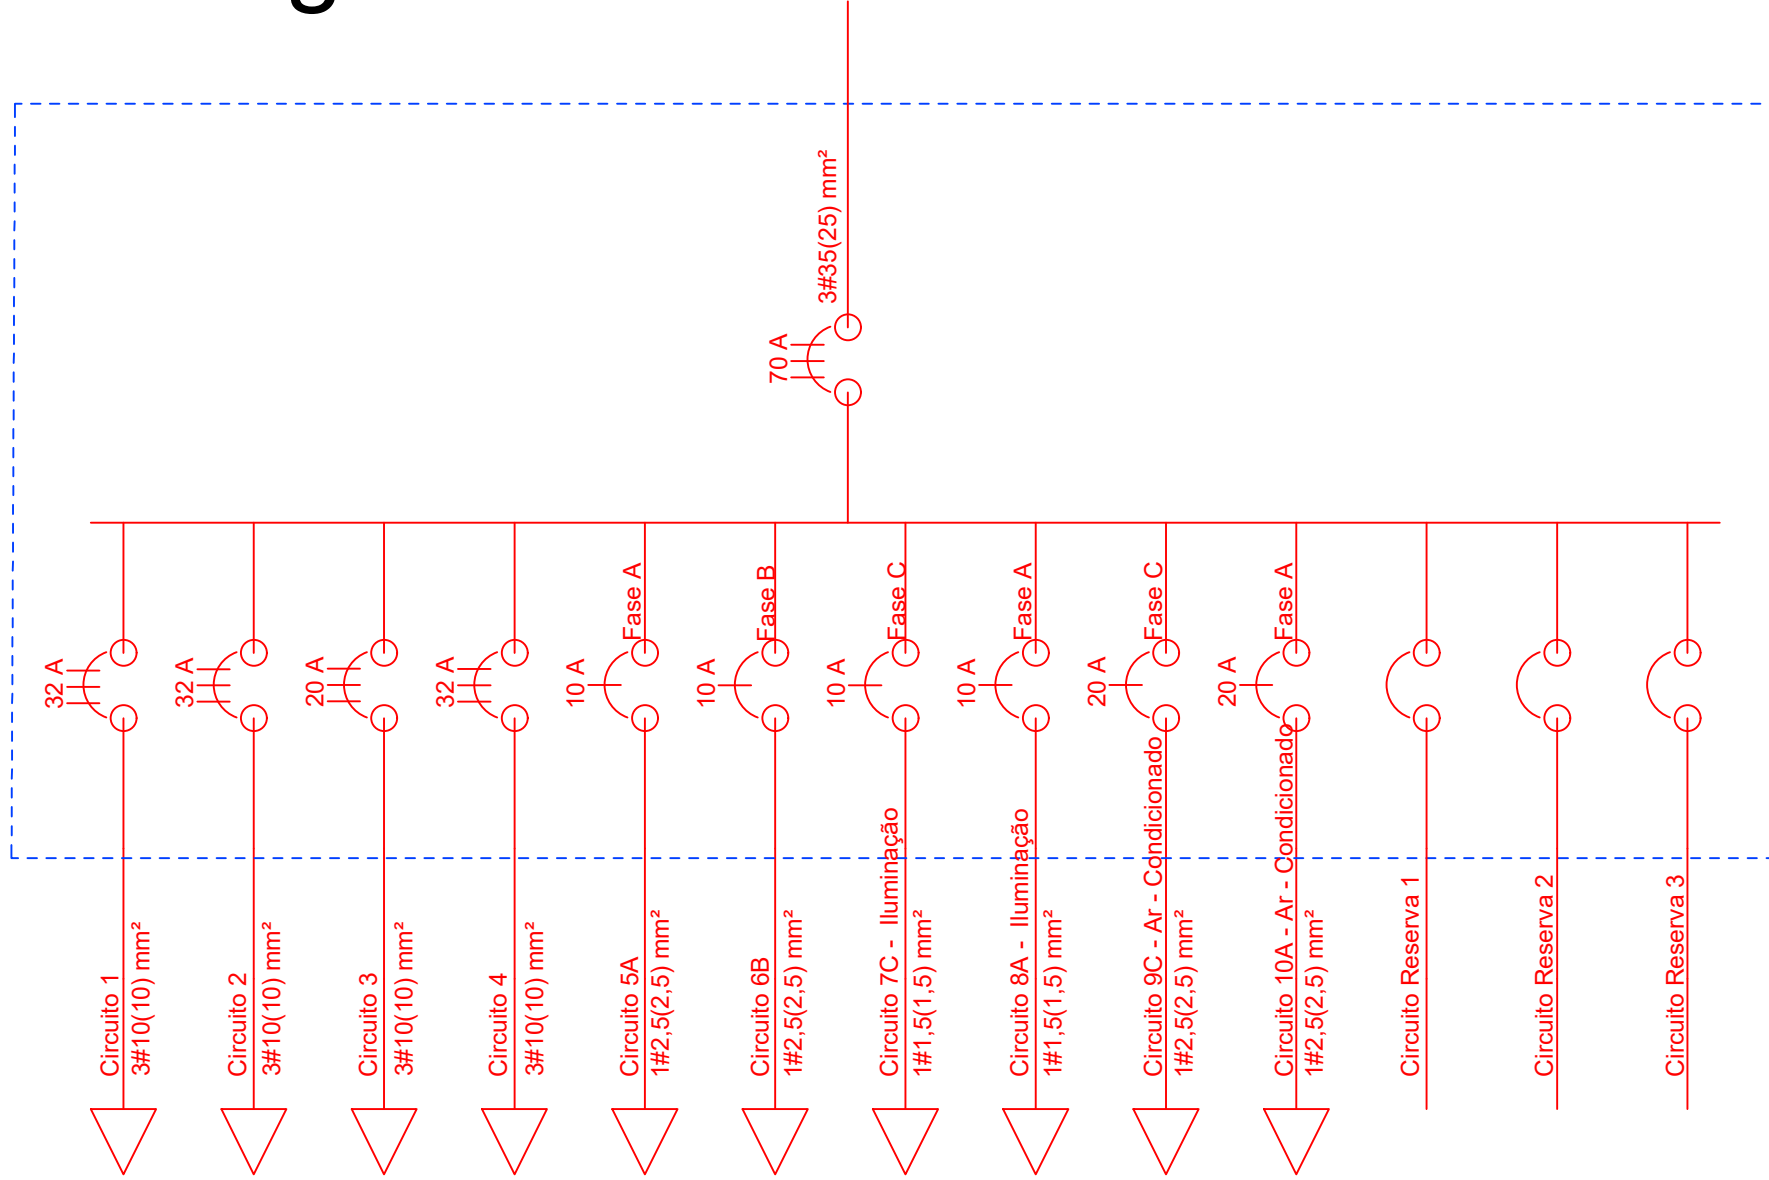 3#35(25) mm²
70 A
Fase A
Fase B
Fase C
Fase A
Fase C
Fase A
32 A
32 A
20 A
32 A
10 A
10 A
10 A
10 A
20 A
20 A
Circuito 1
3#10(10) mm²
Circuito 2
3#10(10) mm²
Circuito 3
3#10(10) mm²
Circuito 4
3#10(10) mm²
Circuito 5A
1#2,5(2,5) mm²
Circuito 6B
1#2,5(2,5) mm²
Circuito 7C - Iluminação
1#1,5(1,5) mm²
Circuito 8A - Iluminação
1#1,5(1,5) mm²
Circuito 9C - Ar - Condicionado
1#2,5(2,5) mm²
Circuito 10A - Ar - Condicionado
1#2,5(2,5) mm²
Circuito Reserva 1
Circuito Reserva 2
Circuito Reserva 3